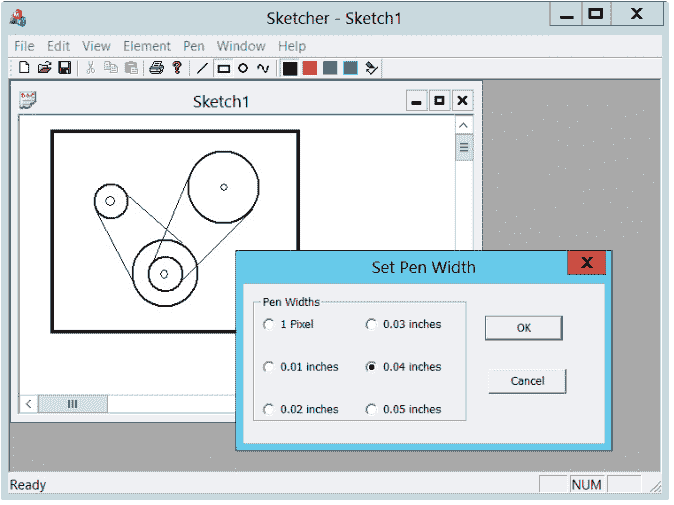 Sketcher - Sketch1
File Edit View Element Pen Window Help
Sketch1
Set Pen Width
Pen Widths
1 Pixel 0.03 inches
OK
0.01 inches 0.04 inches
Cancel
0.02 inches 0.05 inches
Ready NUM